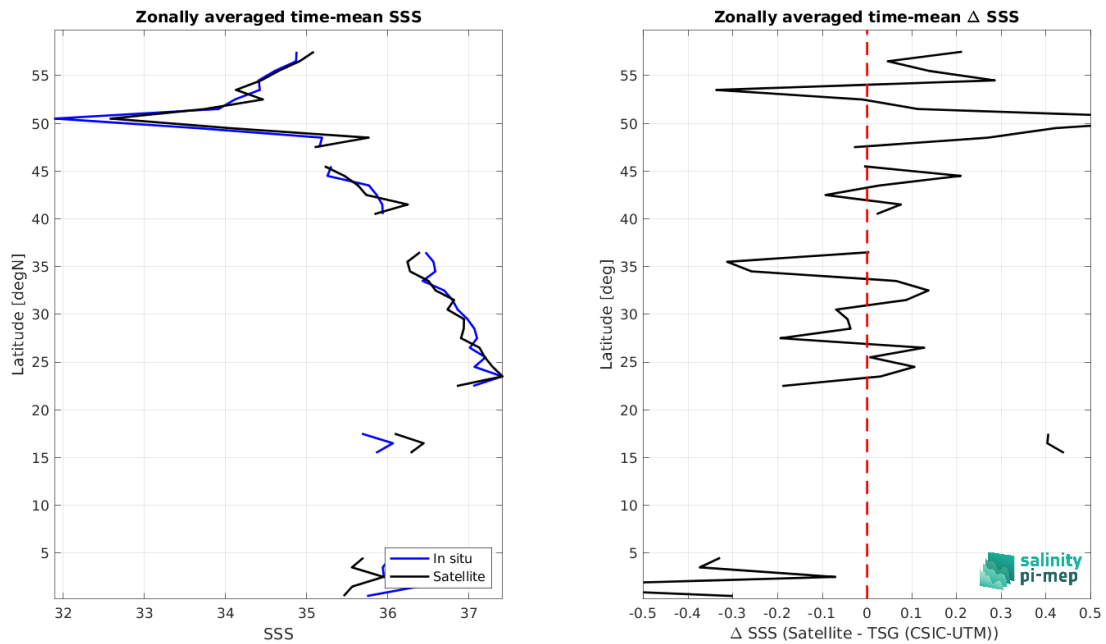 Zonally averaged time-mean SSS
55
50
45
40
35
30
25
20
15
10
5
Latitude [degN]
32 33 34 35 36 37
SSS
In situ
Satellite
Zonally averaged time-mean Δ SSS
55
50
45
40
35
30
25
20
15
10
5
Latitude [deg]
-0.5 -0.4 -0.3 -0.2 -0.1 0 0.1 0.2 0.3 0.4 0.5
Δ SSS (Satellite - TSG (CSIC-UTM))
salinity
pi-mep